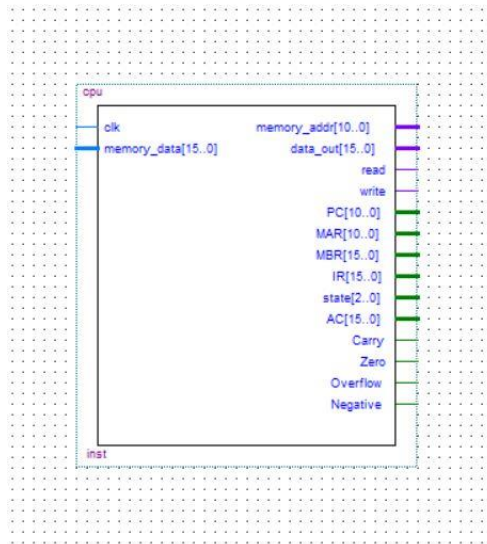 cpu
clk memory_addr[10..0]
memory_data[15..0] data_out[15..0]
read
write
PC[10..0]
MAR[10..0]
MBR[15..0]
IR[15..0]
state[2..0]
AC[15..0]
Carry
Zero
Overflow
Negative
inst